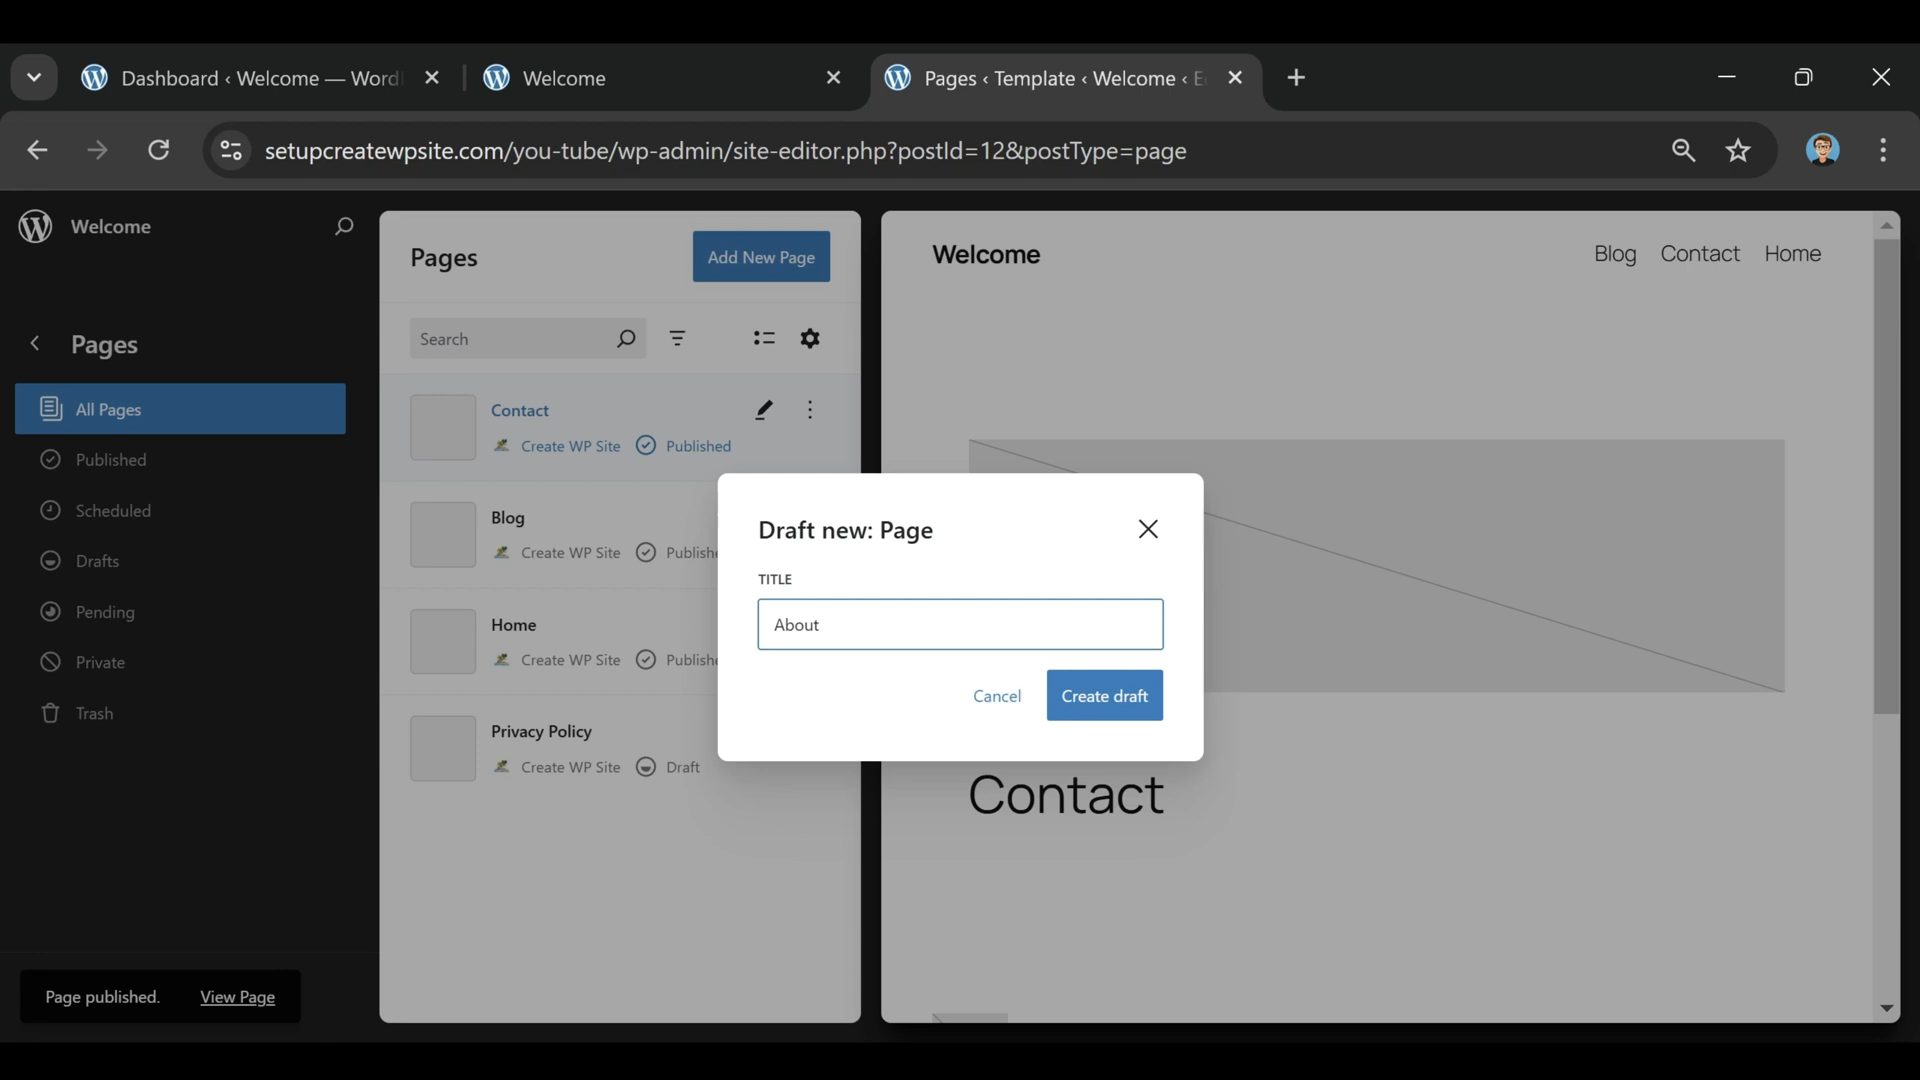 Dashboard ‹ Welcome — Word
Welcome
Pages ‹ Template ‹ Welcome ‹ E
setupcreatewpsite.com/you-tube/wp-admin/site-editor.php?postId=12&postType=page
Welcome
Pages
All Pages
Published
Scheduled
Drafts
Pending
Private
Trash
Page published. View Page
Pages
Add New Page
Search
Contact
Create WP Site Published
Blog
Create WP Site Publishe
Home
Create WP Site Publishe
Privacy Policy
Create WP Site Draft
Draft new: Page
TITLE
About
Cancel Create draft
Welcome
Blog Contact Home
Contact